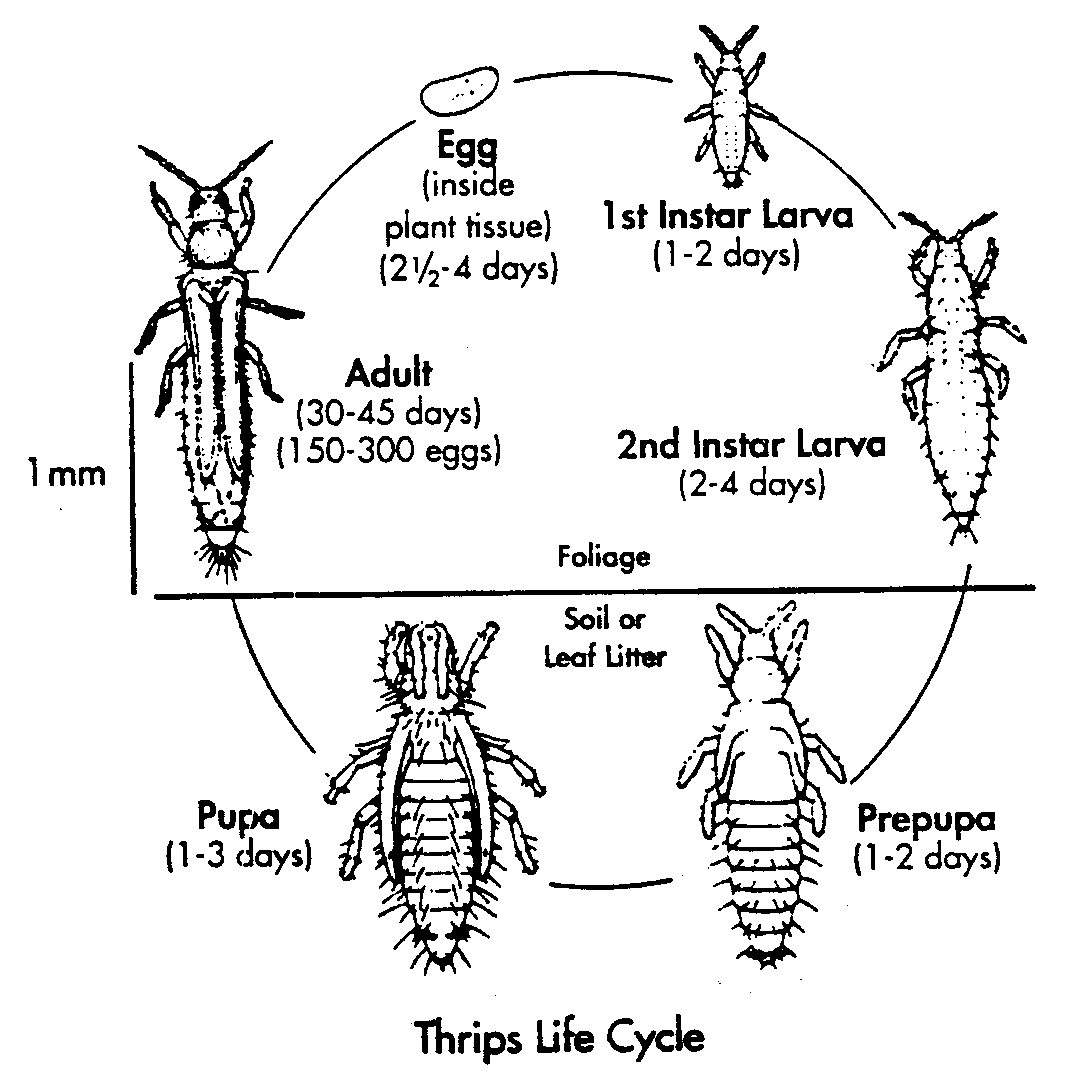 Egg
(inside
plant tissue)
(2½-4 days)
1st Instar Larva
(1-2 days)
Adult
(30-45 days)
(150-300 eggs)
2nd Instar Larva
(2-4 days)
1 mm
Foliage
Soil or
Leaf Litter
Pupa
(1-3 days)
Prepupa
(1-2 days)
Thrips Life Cycle